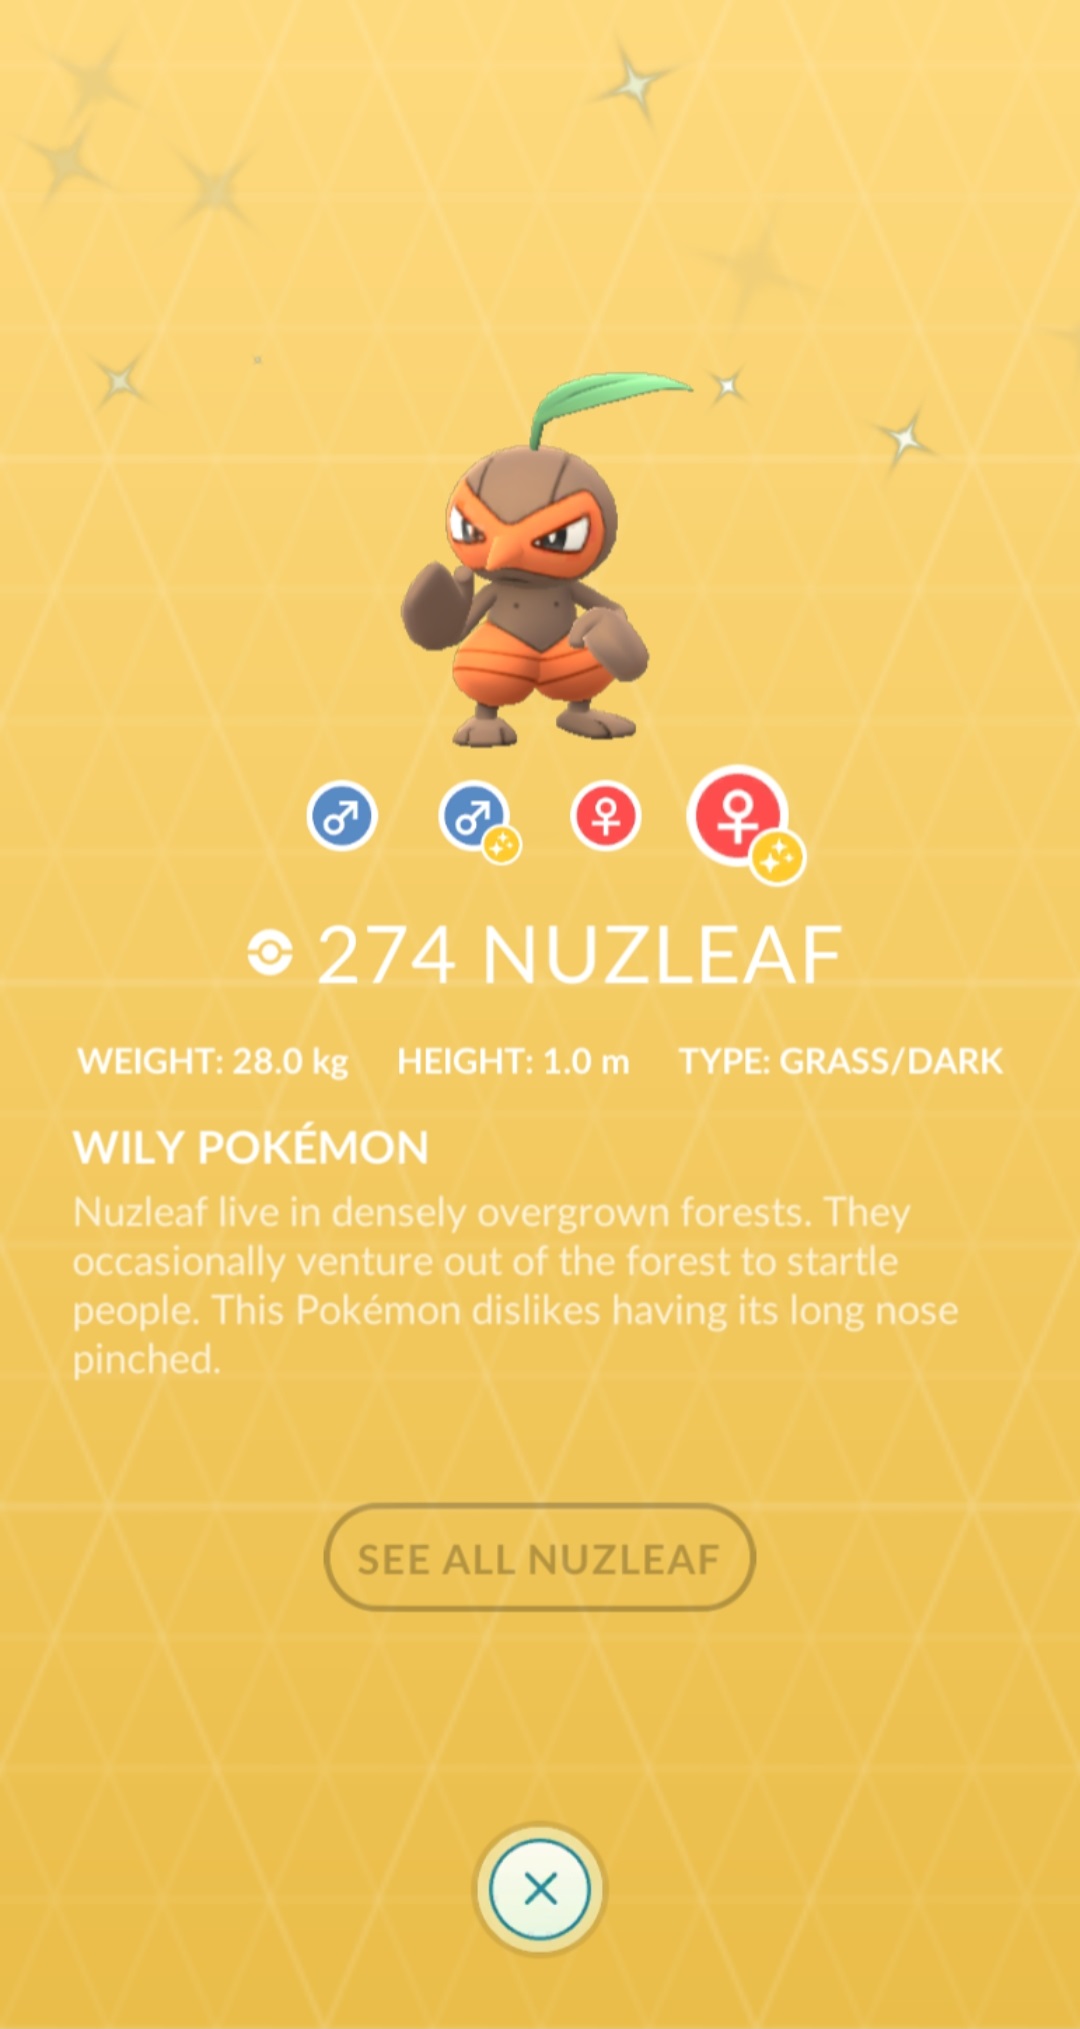 274 NUZLEAF
WEIGHT: 28.0 kg HEIGHT: 1.0 m TYPE: GRASS/DARK
WILY POKÉMON
Nuzleaf live in densely overgrown forests. They
occasionally venture out of the forest to startle
people. This Pokémon dislikes having its long nose
pinched.
SEE ALL NUZLEAF